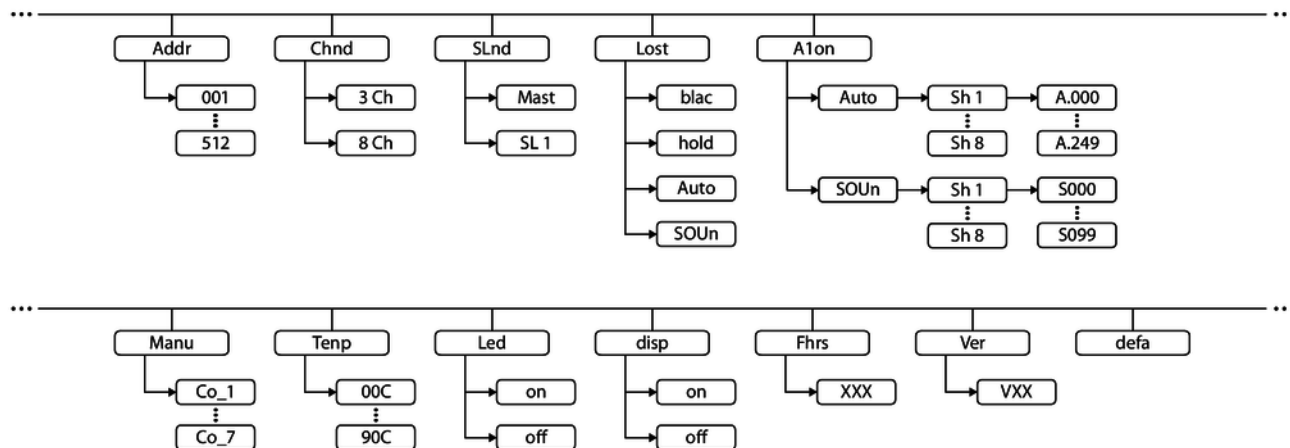 Addr Chnd SLnd Lost A1on
001 3 Ch Mast blac Auto Sh 1 A.000
512 8 Ch SL 1 hold Sh 8 A.249
Auto SOUn Sh 1 S000
SOUn Sh 8 S099
Manu Tenp Led disp Fhrs Ver defa
Co_1 00C on on XXX VXX
Co_7 90C off off